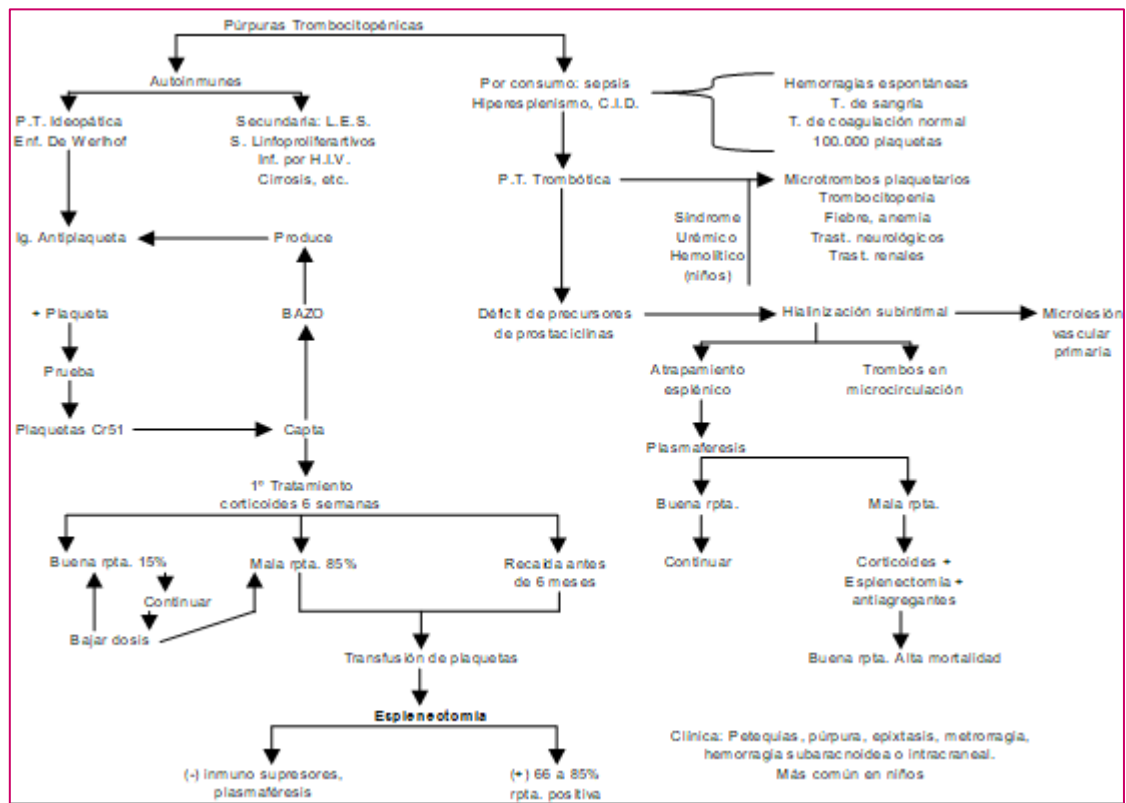 Púrpuras Trombocitopénicas
Autoinmunes
P.T. Ideopática
Enf. De Werlhof
Secundaria: L.E.S.
S. Linfoproliferartivos
Inf. por H.I.V.
Cirrosis, etc.
Por consumo: sepsis
Hiperesplenismo, C.I.D.
Hemorragias espontáneas
T. de sangría
T. de coagulación normal
100.000 plaquetas
P.T. Trombótica
Microtrombos plaquetarios
Trombocitopenia
Fiebre, anemia
Trast. neurológicos
Trast. renales
Síndrome
Urémico
Hemolítico
(niños)
Ig. Antiplaqueta
Produce
+ Plaqueta
BAZO
Déficit de precursores
de prostaciclinas
Hialinización subintimal
Microlesión
vascular
primaria
Prueba
Atrapamiento
esplénico
Trombos en
microcirculación
Plaquetas Cr51
Capta
Plasmaferesis
1º Tratamiento
corticoides 6 semanas
Buena rpta.
Mala rpta.
Buena rpta. 15%
Mala rpta. 85%
Recaída antes
de 6 meses
Continuar
Corticoides +
Esplenectomía +
antiagregantes
Continuar
Bajar dosis
Transfusión de plaquetas
Buena rpta. Alta mortalidad
Esplenectomía
(-) inmuno supresores,
plasmaféresis
(+) 66 a 85%
rpta. positiva
Clínica: Petequias, púrpura, epixtasis, metrorragia,
hemorragia subaracnoidea o intracraneal.
Más común en niños